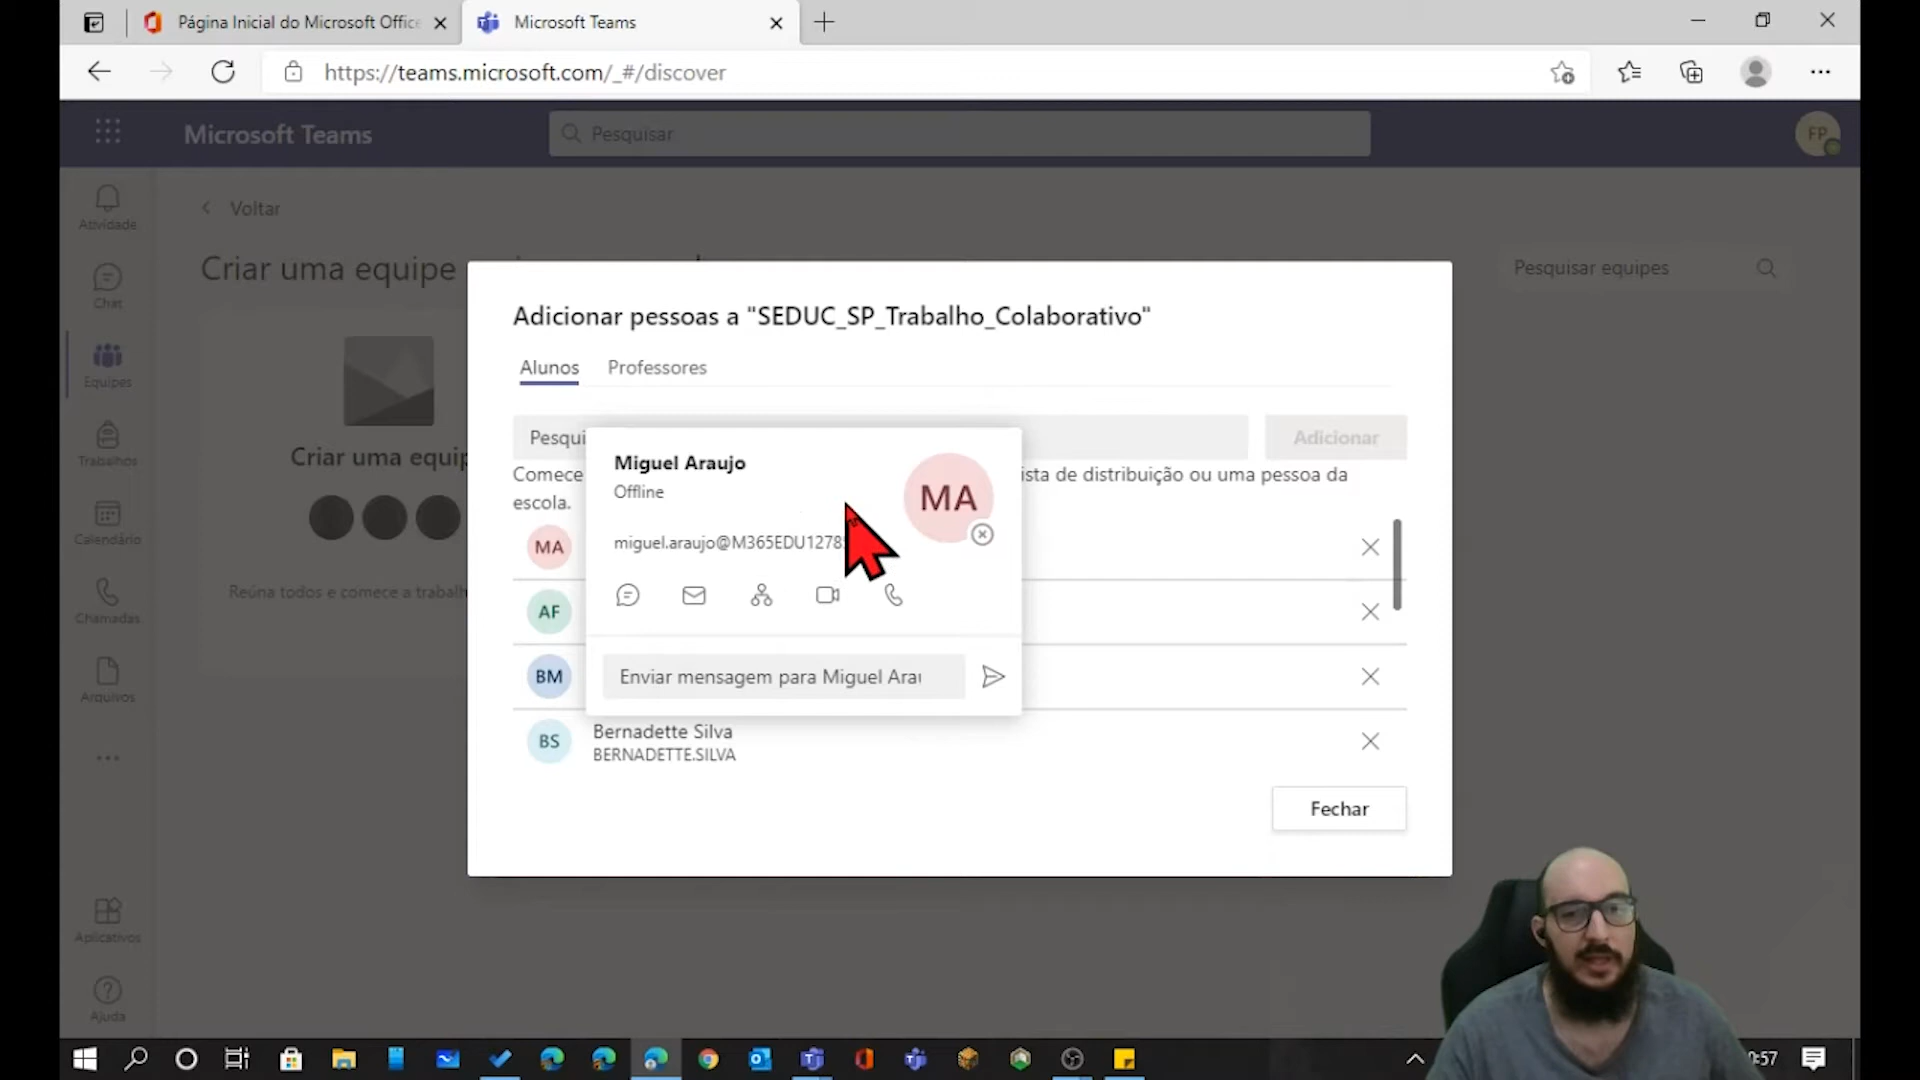 Página Inicial do Microsoft Office
Microsoft Teams
https://teams.microsoft.com/_#/discover
Microsoft Teams
Pesquisar
FP
Atividade
Chat
Equipes
Trabalhos
Calendário
Chamadas
Arquivos
Aplicativos
Ajuda
Voltar
Criar uma equipe
Pesquisar equipes
Criar uma equip
Reúna todos e comece a trabalh
Adicionar pessoas a "SEDUC_SP_Trabalho_Colaborativo"
Alunos Professores
Pesqui
Adicionar
Comece ista de distribuição ou uma pessoa da
escola.
Miguel Araujo
Offline
MA
miguel.araujo@M365EDU1278
Enviar mensagem para Miguel Arau
MA
AF
BM
BS
Bernadette Silva
BERNADETTE.SILVA
Fechar
:57